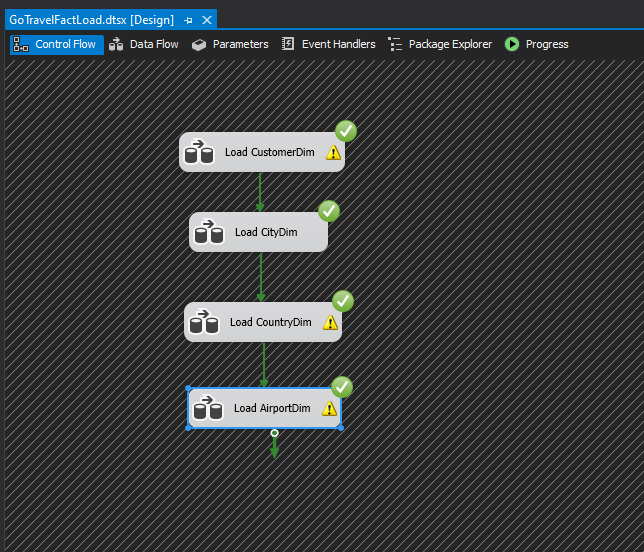 GoTravelFactLoad.dtsx [Design]
Control Flow Data Flow Parameters Event Handlers Package Explorer Progress
Load CustomerDim
Load CityDim
Load CountryDim
Load AirportDim